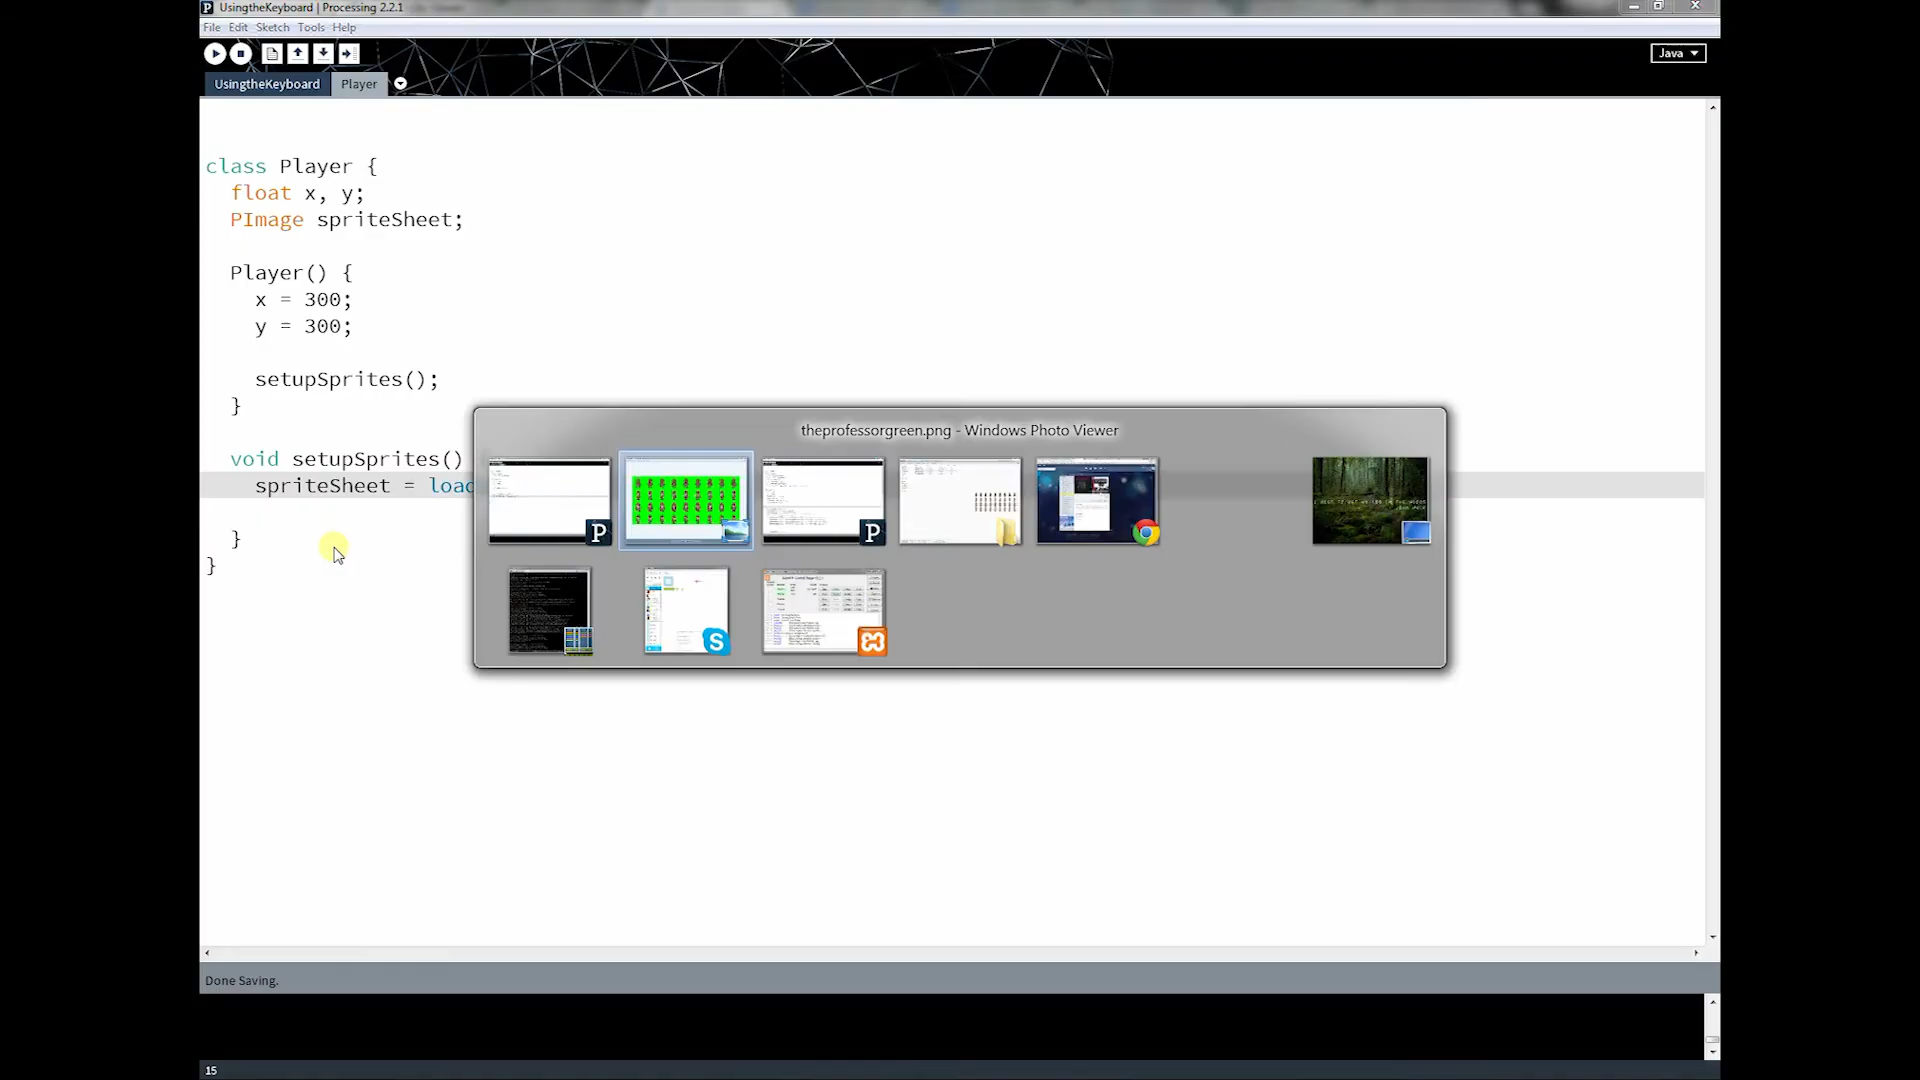 UsingtheKeyboard | Processing 2.2.1
File Edit Sketch Tools Help
Java
UsingtheKeyboard Player
class Player {
float x, y;
PImage spriteSheet;
Player() {
x = 300;
y = 300;
setupSprites();
}
void setupSprites()
spriteSheet = load
}
}
theprofessorgreen.png - Windows Photo Viewer
P
P
S
Done Saving.
15